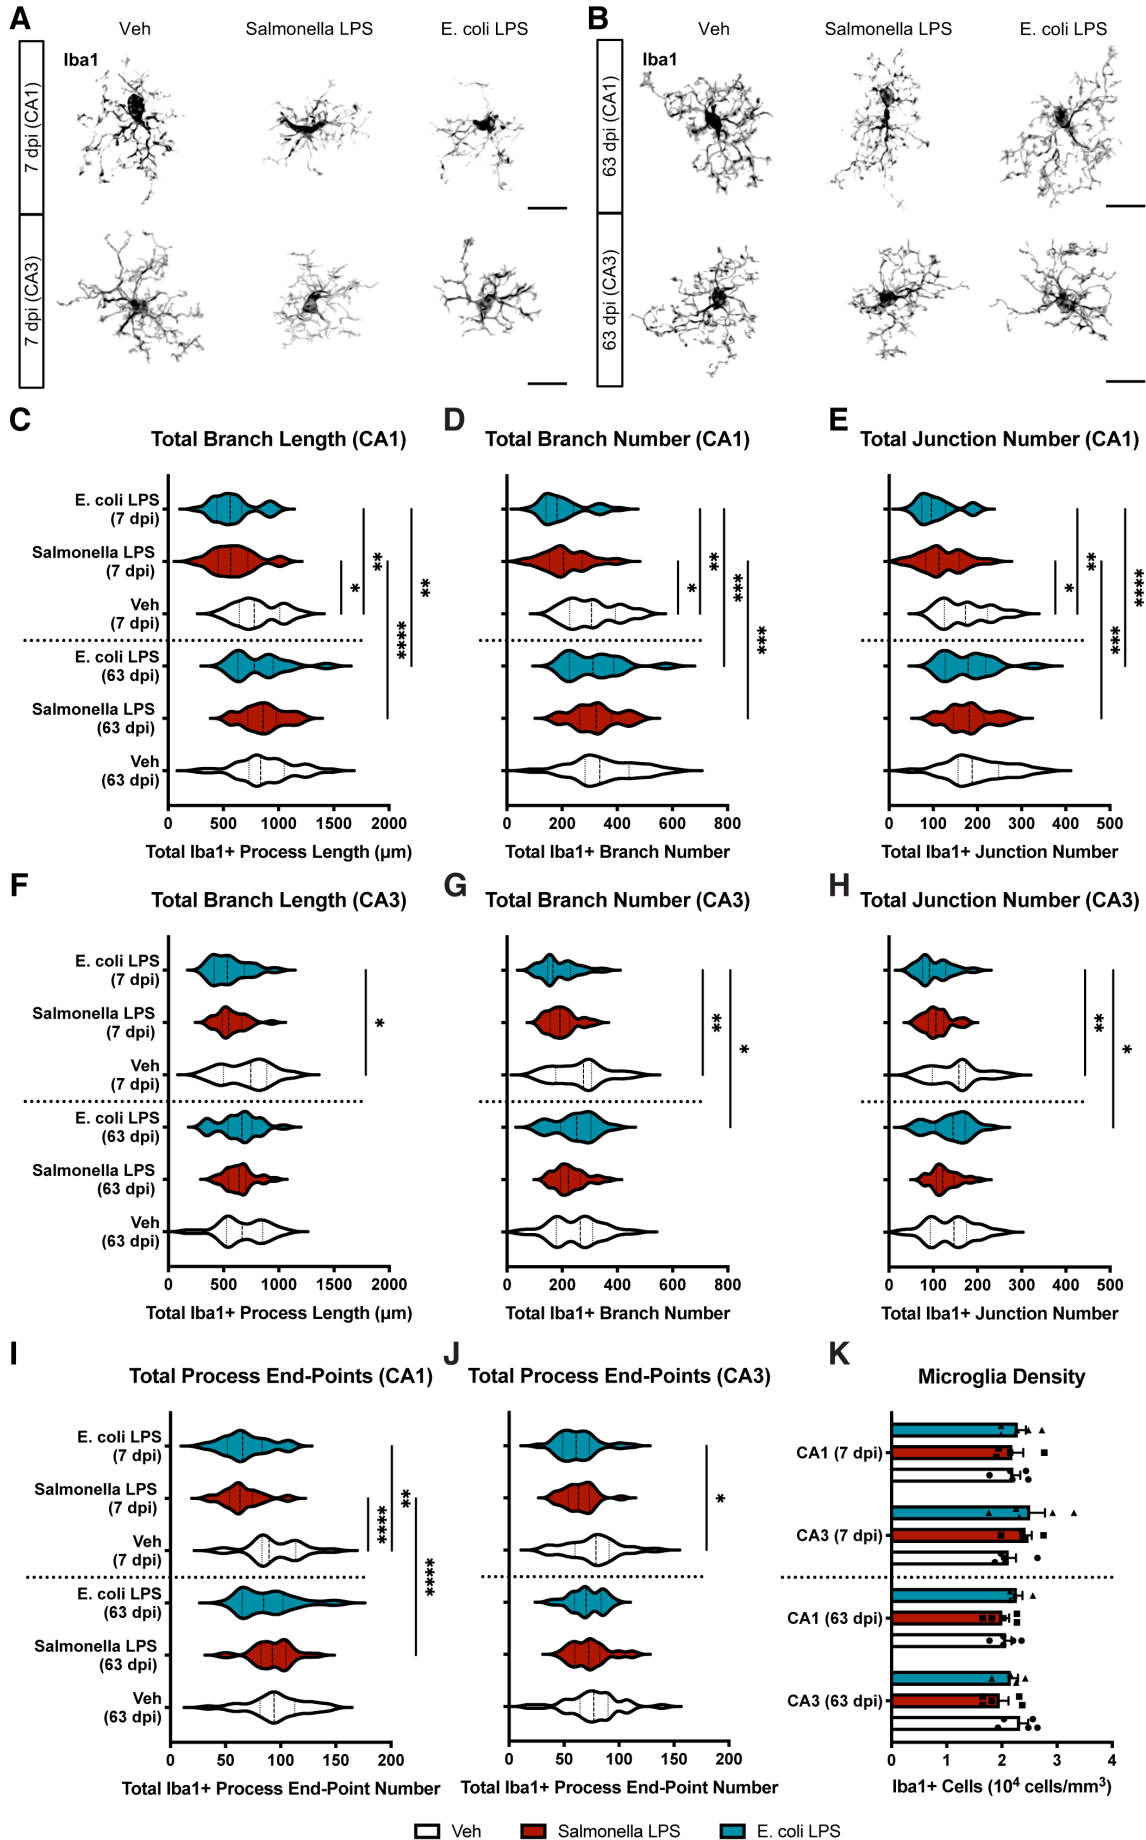 A
Veh
Salmonella LPS
E. coli LPS
Iba1
7 dpi (CA1)
7 dpi (CA3)
B
Veh
Salmonella LPS
E. coli LPS
Iba1
63 dpi (CA1)
63 dpi (CA3)
C
Total Branch Length (CA1)
E. coli LPS
(7 dpi)
Salmonella LPS
(7 dpi)
Veh
(7 dpi)
E. coli LPS
(63 dpi)
Salmonella LPS
(63 dpi)
Veh
(63 dpi)
*
**
****
**
0 500 1000 1500 2000
Total Iba1+ Process Length (µm)
D
Total Branch Number (CA1)
*
**
***
***
0 200 400 600 800
Total Iba1+ Branch Number
E
Total Junction Number (CA1)
*
**
***
****
0 100 200 300 400 500
Total Iba1+ Junction Number
F
Total Branch Length (CA3)
E. coli LPS
(7 dpi)
Salmonella LPS
(7 dpi)
Veh
(7 dpi)
E. coli LPS
(63 dpi)
Salmonella LPS
(63 dpi)
Veh
(63 dpi)
*
0 500 1000 1500 2000
Total Iba1+ Process Length (µm)
G
Total Branch Number (CA3)
**
*
0 200 400 600 800
Total Iba1+ Branch Number
H
Total Junction Number (CA3)
**
*
0 100 200 300 400 500
Total Iba1+ Junction Number
I
Total Process End-Points (CA1)
E. coli LPS
(7 dpi)
Salmonella LPS
(7 dpi)
Veh
(7 dpi)
E. coli LPS
(63 dpi)
Salmonella LPS
(63 dpi)
Veh
(63 dpi)
****
**
****
0 50 100 150 200
Total Iba1+ Process End-Point Number
J
Total Process End-Points (CA3)
*
0 50 100 150 200
Total Iba1+ Process End-Point Number
K
Microglia Density
CA1 (7 dpi)
CA3 (7 dpi)
CA1 (63 dpi)
CA3 (63 dpi)
0 1 2 3 4
Iba1+ Cells (10⁴ cells/mm³)
Veh
Salmonella LPS
E. coli LPS